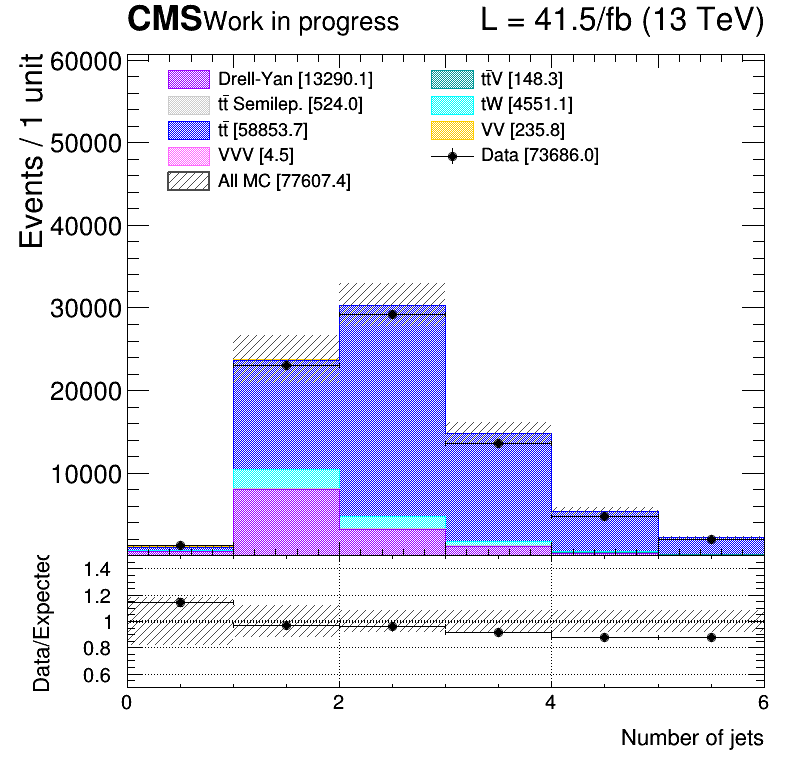 CMS Work in progress L = 41.5/fb (13 TeV)
Events / 1 unit
60000
50000
40000
30000
20000
10000
Drell-Yan [13290.1]
tt̄ Semilep. [524.0]
tt̄ [58853.7]
VVV [4.5]
All MC [77607.4]
tt̄V [148.3]
tW [4551.1]
VV [235.8]
Data [73686.0]
Data/Expected
1.4
1.2
1
0.8
0.6
0 2 4 6
Number of jets